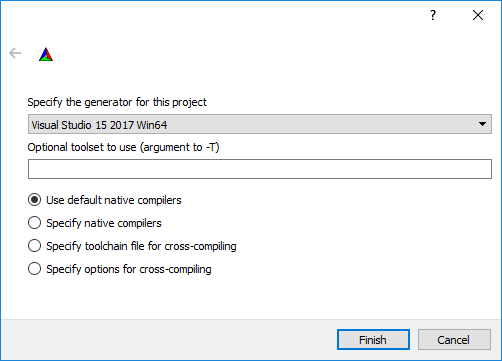 ?
Specify the generator for this project
Visual Studio 15 2017 Win64
Optional toolset to use (argument to -T)
Use default native compilers
Specify native compilers
Specify toolchain file for cross-compiling
Specify options for cross-compiling
Finish
Cancel